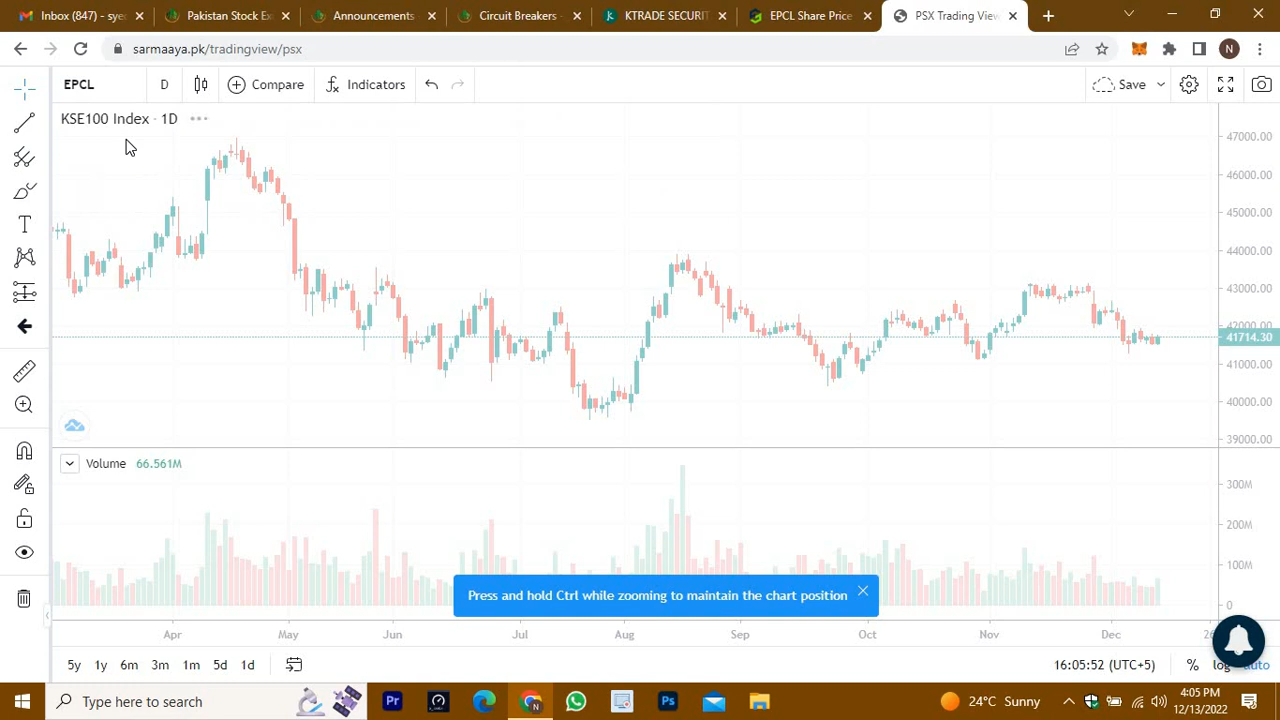 Inbox (847) - syed
Pakistan Stock Ex
Announcements
Circuit Breakers -
KTRADE SECURIT
EPCL Share Price
PSX Trading View
sarmaaya.pk/tradingview/psx
N
EPCL D Compare Indicators Save
KSE100 Index · 1D
47000.00
46000.00
45000.00
44000.00
43000.00
42000.00
41714.30
41000.00
40000.00
39000.00
Volume 66.561M
300M
200M
100M
0
Press and hold Ctrl while zooming to maintain the chart position
Apr May Jun Jul Aug Sep Oct Nov Dec 26
5y 1y 6m 3m 1m 5d 1d 16:05:52 (UTC+5) % log auto
Type here to search
Pr
Ps
24°C Sunny
4:05 PM
12/13/2022